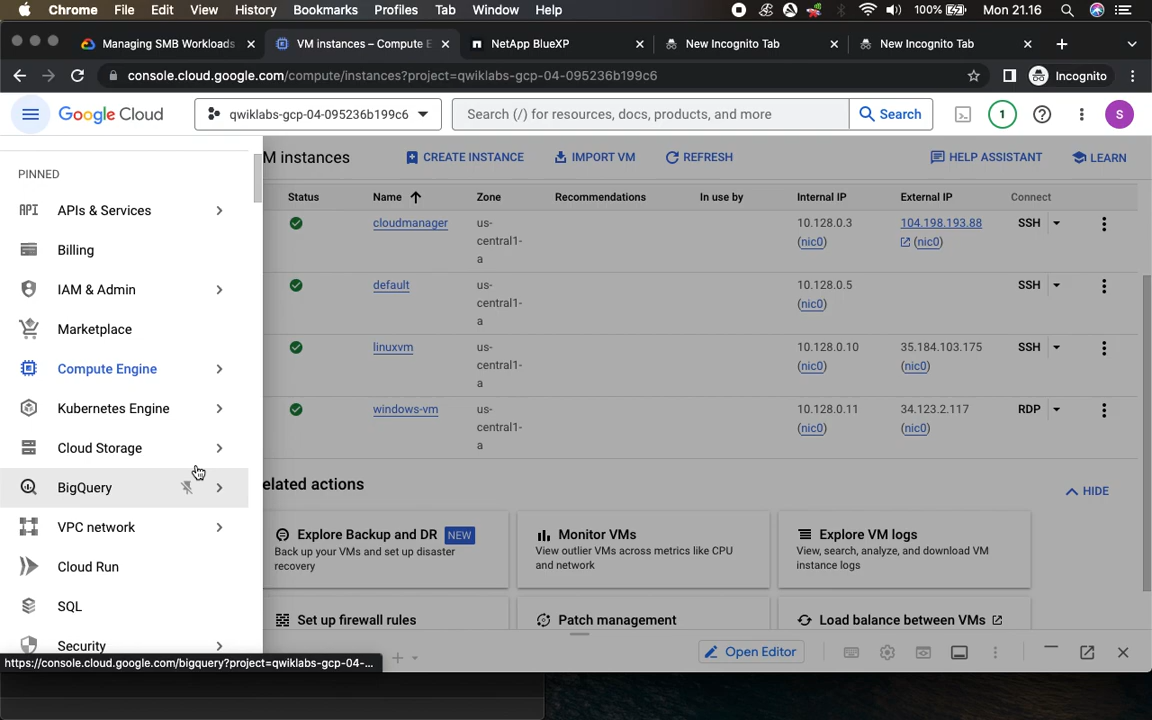 Chrome File Edit View History Bookmarks Profiles Tab Window Help 100% Mon 21.16
Managing SMB Workloads VM instances – Compute E NetApp BlueXP New Incognito Tab New Incognito Tab
console.cloud.google.com/compute/instances?project=qwiklabs-gcp-04-095236b199c6 Incognito
Google Cloud qwiklabs-gcp-04-095236b199c6 Search (/) for resources, docs, products, and more Search 1 S
M instances CREATE INSTANCE IMPORT VM REFRESH HELP ASSISTANT LEARN
PINNED
API APIs & Services
Billing
IAM & Admin
Marketplace
Compute Engine
Kubernetes Engine
Cloud Storage
BigQuery
VPC network
Cloud Run
SQL
Security
https://console.cloud.google.com/bigquery?project=qwiklabs-gcp-04-...
Status Name Zone Recommendations In use by Internal IP External IP Connect
cloudmanager us- 10.128.0.3 104.198.193.88 SSH
central1- (nic0) (nic0)
a
default us- 10.128.0.5 SSH
central1- (nic0)
a
linuxvm us- 10.128.0.10 35.184.103.175 SSH
central1- (nic0) (nic0)
a
windows-vm us- 10.128.0.11 34.123.2.117 RDP
central1- (nic0) (nic0)
a
elated actions HIDE
Explore Backup and DR NEW
Back up your VMs and set up disaster
recovery
Monitor VMs
View outlier VMs across metrics like CPU
and network
Explore VM logs
View, search, analyze, and download VM
instance logs
Set up firewall rules Patch management Load balance between VMs
Open Editor